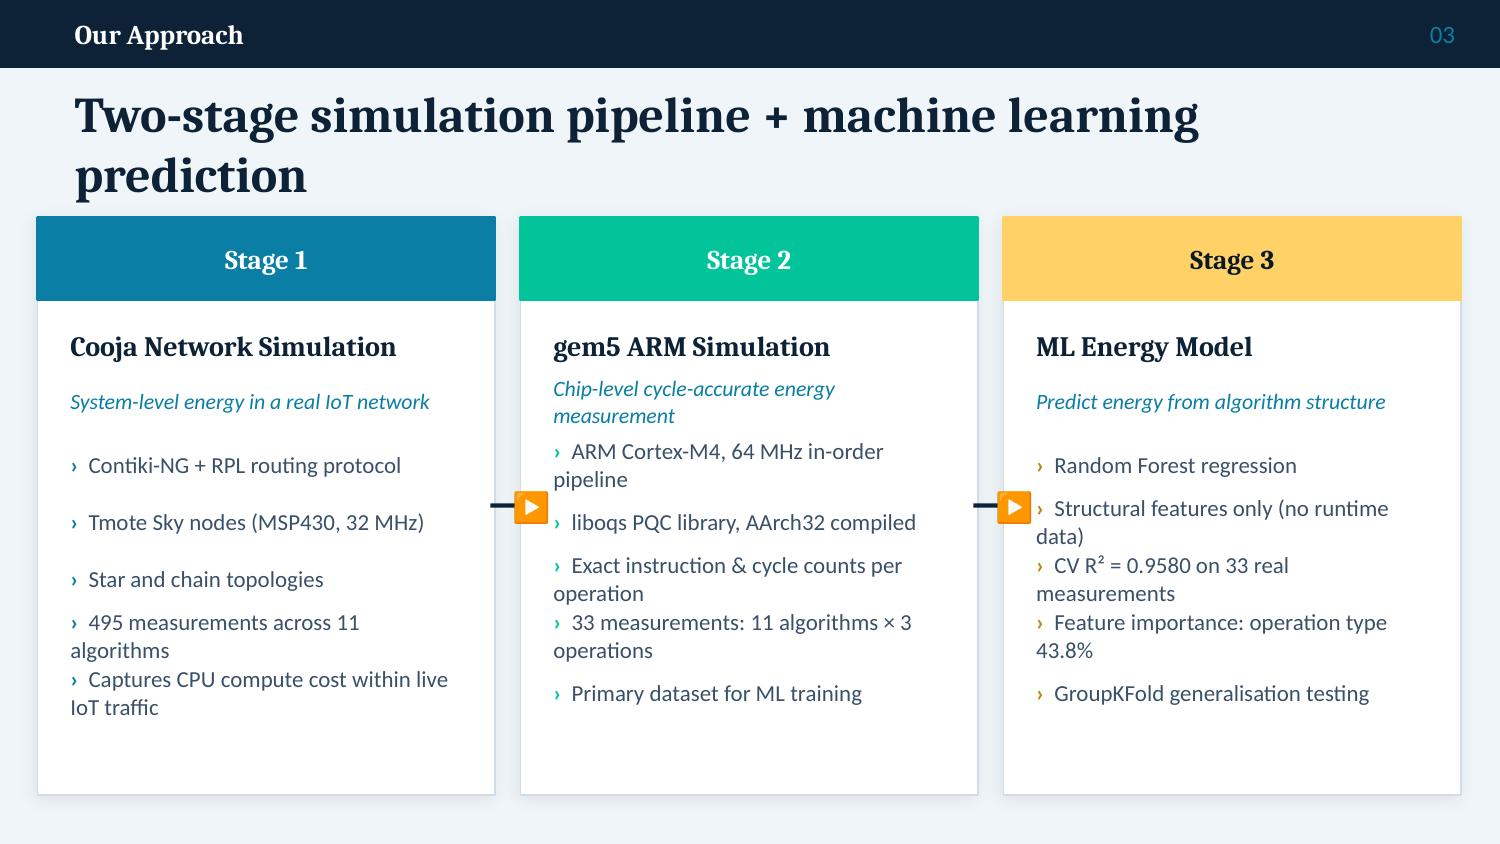 Our Approach
03
Two-stage simulation pipeline + machine learning
prediction
Stage 1
Cooja Network Simulation
System-level energy in a real IoT network
› Contiki-NG + RPL routing protocol
› Tmote Sky nodes (MSP430, 32 MHz)
› Star and chain topologies
› 495 measurements across 11
algorithms
› Captures CPU compute cost within live
IoT traffic
Stage 2
gem5 ARM Simulation
Chip-level cycle-accurate energy
measurement
› ARM Cortex-M4, 64 MHz in-order
pipeline
› liboqs PQC library, AArch32 compiled
› Exact instruction & cycle counts per
operation
› 33 measurements: 11 algorithms × 3
operations
› Primary dataset for ML training
Stage 3
ML Energy Model
Predict energy from algorithm structure
› Random Forest regression
› Structural features only (no runtime
data)
› CV R² = 0.9580 on 33 real
measurements
› Feature importance: operation type
43.8%
› GroupKFold generalisation testing